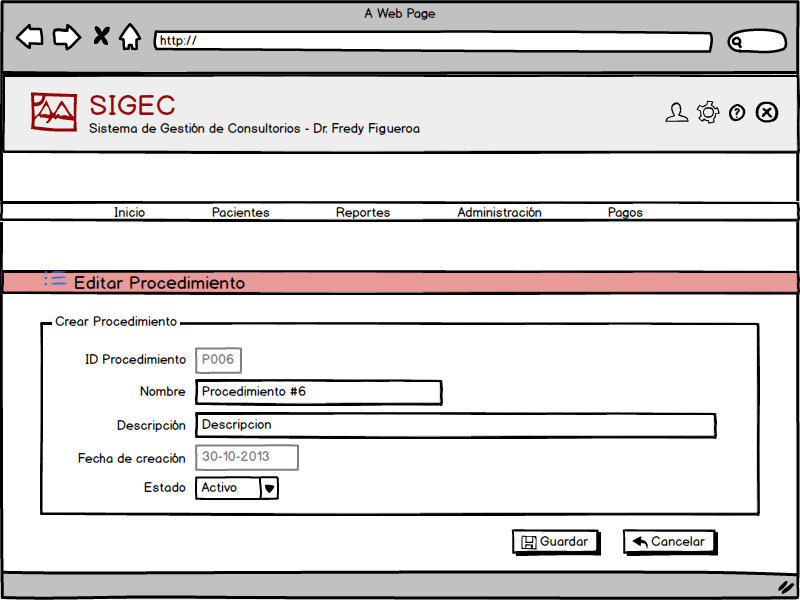 A Web Page
http://
SIGEC
Sistema de Gestión de Consultorios - Dr. Fredy Figueroa
Inicio Pacientes Reportes Administración Pagos
Editar Procedimiento
Crear Procedimiento
ID Procedimiento P006
Nombre Procedimiento #6
Descripción Descripcion
Fecha de creación 30-10-2013
Estado Activo
Guardar Cancelar